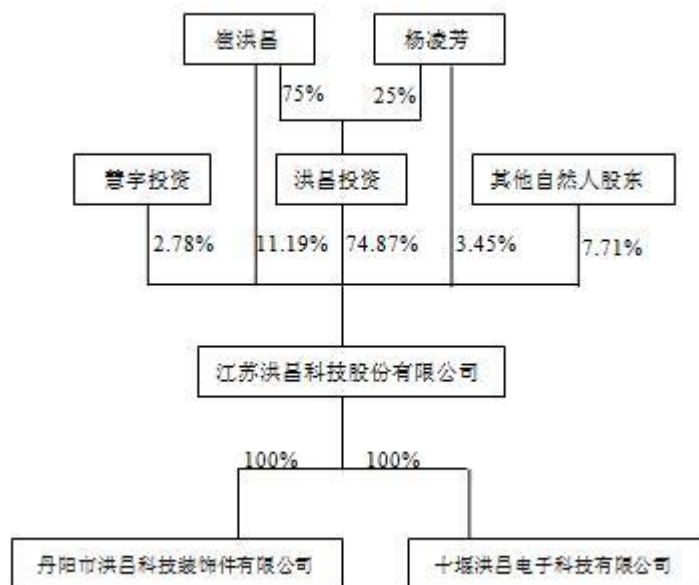 崔洪昌
杨凌芳
75%
25%
慧宇投资
洪昌投资
其他自然人股东
2.78%
11.19%
74.87%
3.45%
7.71%
江苏洪昌科技股份有限公司
100%
100%
丹阳市洪昌科技装饰件有限公司
十堰洪昌电子科技有限公司